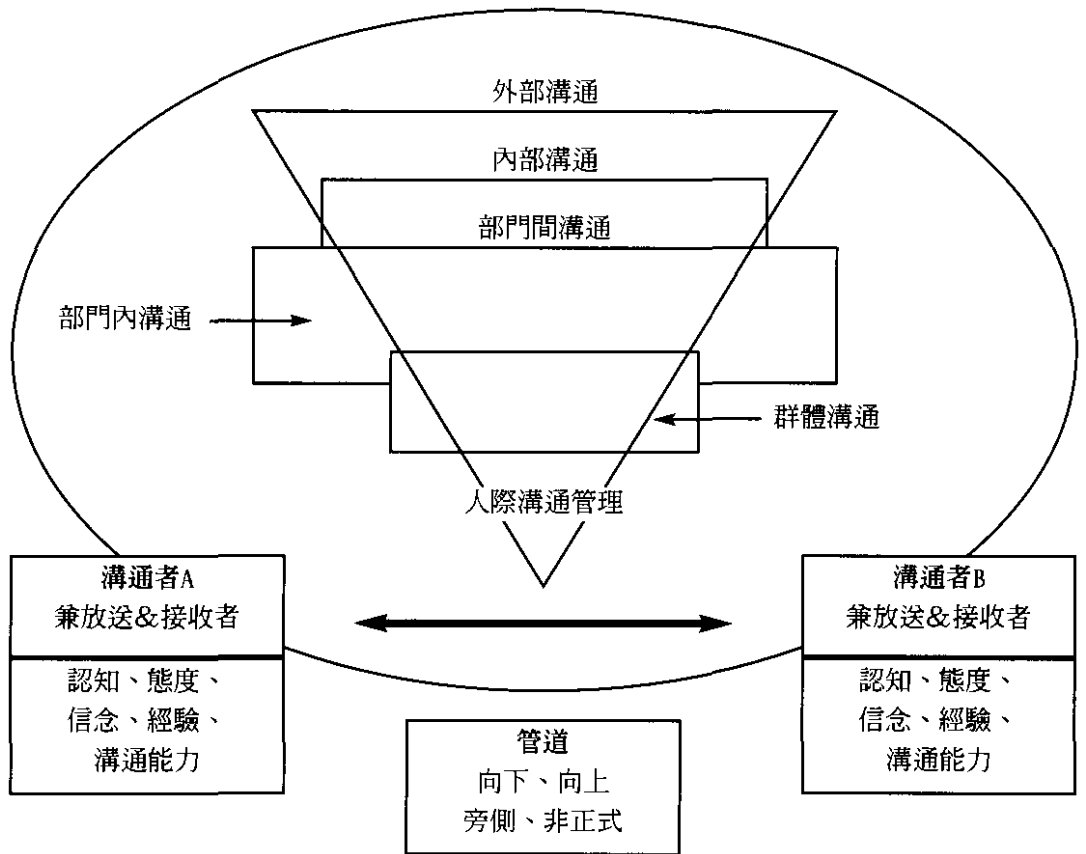 外部溝通
內部溝通
部門間溝通
部門內溝通
群體溝通
人際溝通管理
溝通者A
兼放送&接收者
認知、態度、
信念、經驗、
溝通能力
溝通者B
兼放送&接收者
認知、態度、
信念、經驗、
溝通能力
管道
向下、向上
旁側、非正式